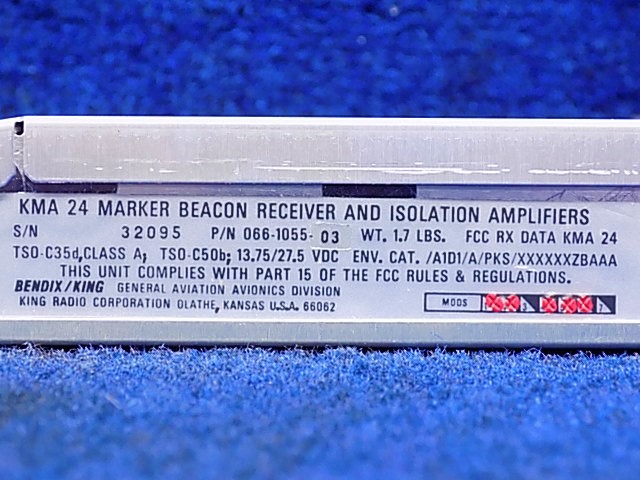 KMA 24 MARKER BEACON RECEIVER AND ISOLATION AMPLIFIERS
S/N 32095 P/N 066-1055- 03 WT. 1.7 LBS. FCC RX DATA KMA 24
TSO-C35d,CLASS A; TSO-C50b; 13.75/27.5 VDC ENV. CAT. /A1D1/A/PKS/XXXXXXZBAAA
THIS UNIT COMPLIES WITH PART 15 OF THE FCC RULES & REGULATIONS.
BENDIX/KING GENERAL AVIATION AVIONICS DIVISION
KING RADIO CORPORATION OLATHE, KANSAS U.S.A. 66062
MODS 3 7